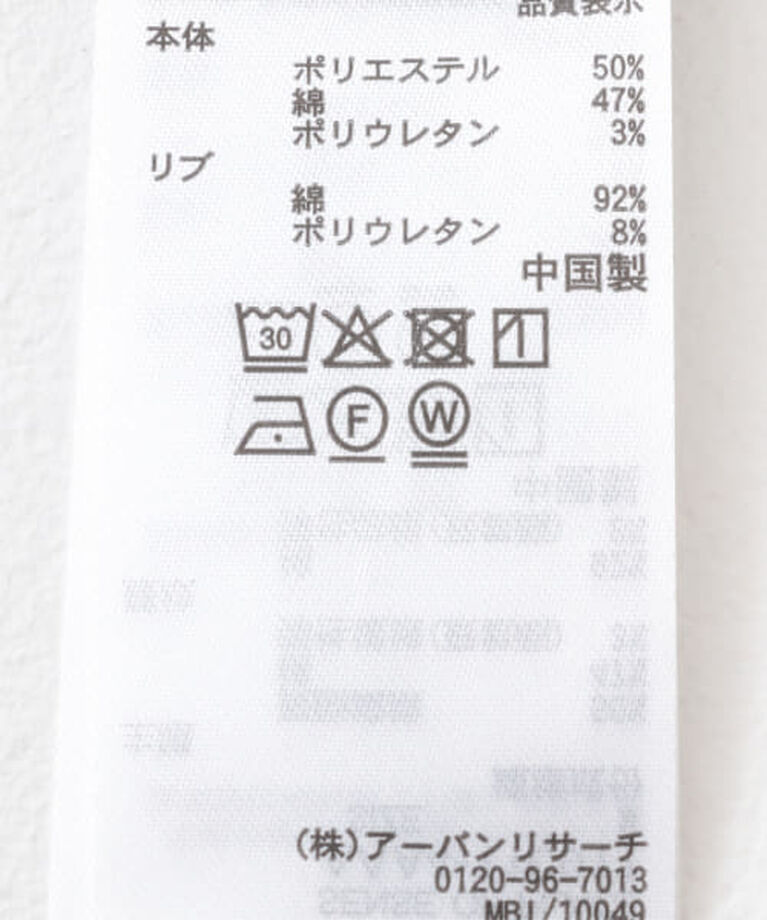 品質表示
本体
ポリエステル 50%
綿 47%
ポリウレタン 3%
リブ
綿 92%
ポリウレタン 8%
中国製
30
F W
(株)アーバンリサーチ
0120-96-7013
MBJ/10049